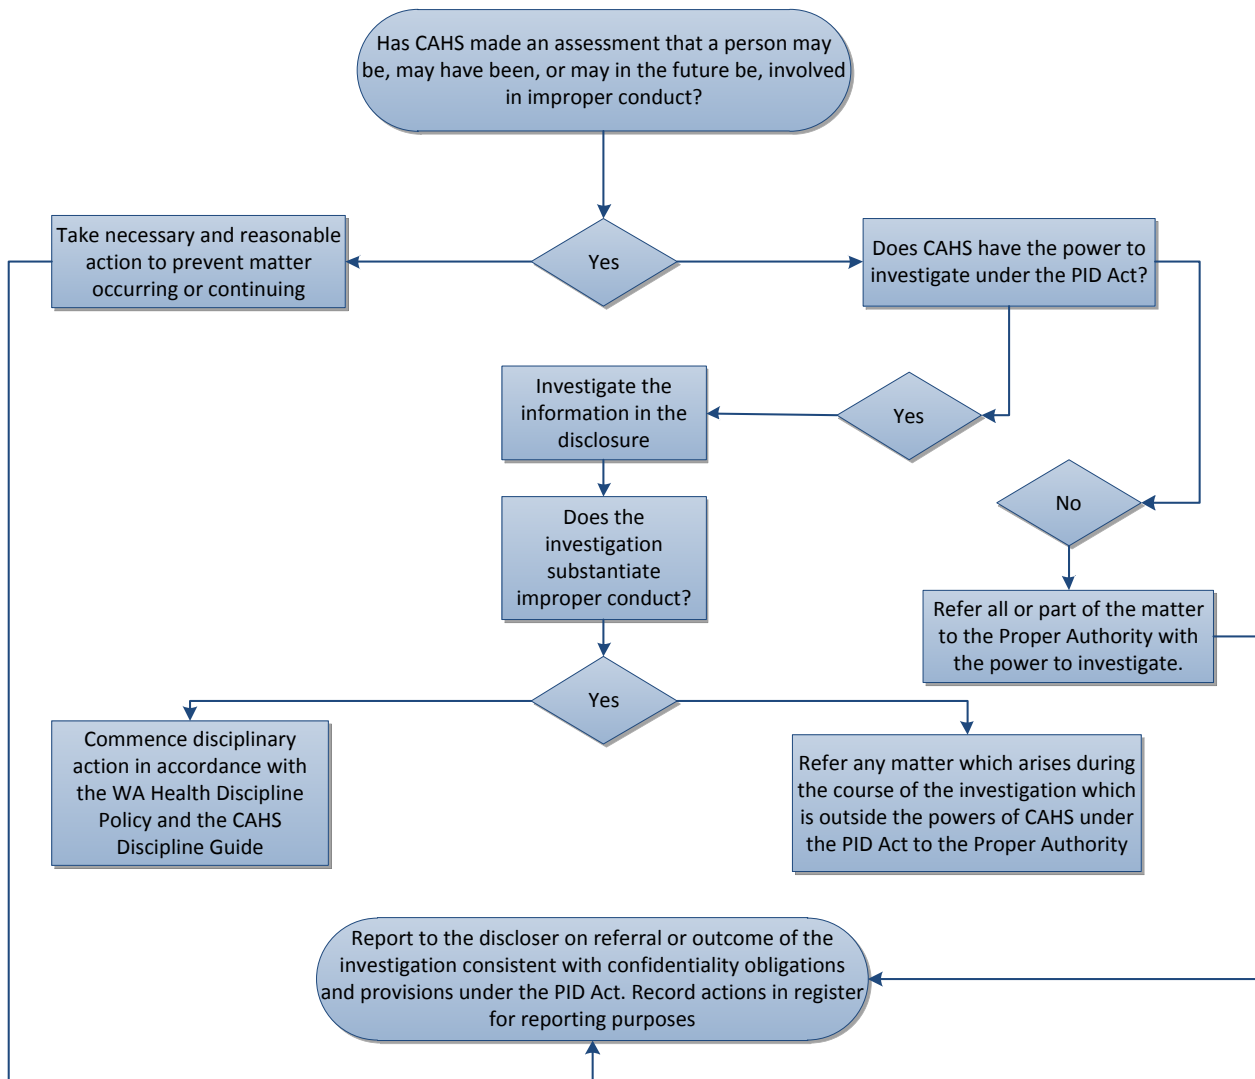 Has CAHS made an assessment that a person may
be, may have been, or may in the future be, involved
in improper conduct?
Take necessary and reasonable
action to prevent matter
occurring or continuing
Yes
Does CAHS have the power to
investigate under the PID Act?
Investigate the
information in the
disclosure
Yes
No
Does the
investigation
substantiate
improper conduct?
Refer all or part of the matter
to the Proper Authority with
the power to investigate.
Yes
Commence disciplinary
action in accordance with
the WA Health Discipline
Policy and the CAHS
Discipline Guide
Refer any matter which arises during
the course of the investigation which
is outside the powers of CAHS under
the PID Act to the Proper Authority
Report to the discloser on referral or outcome of the
investigation consistent with confidentiality obligations
and provisions under the PID Act. Record actions in register
for reporting purposes